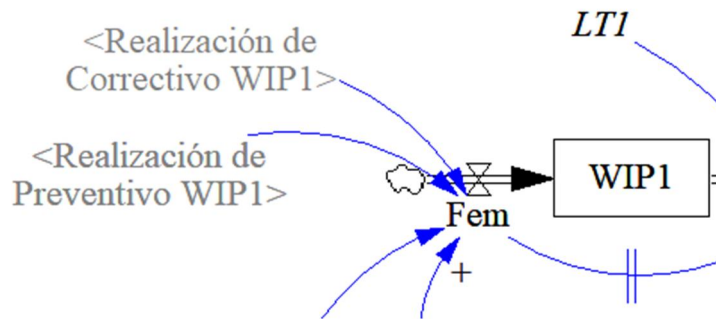 <Realización de
Correctivo WIP1>
LT1
<Realización de
Preventivo WIP1>
WIP1
Fem
+